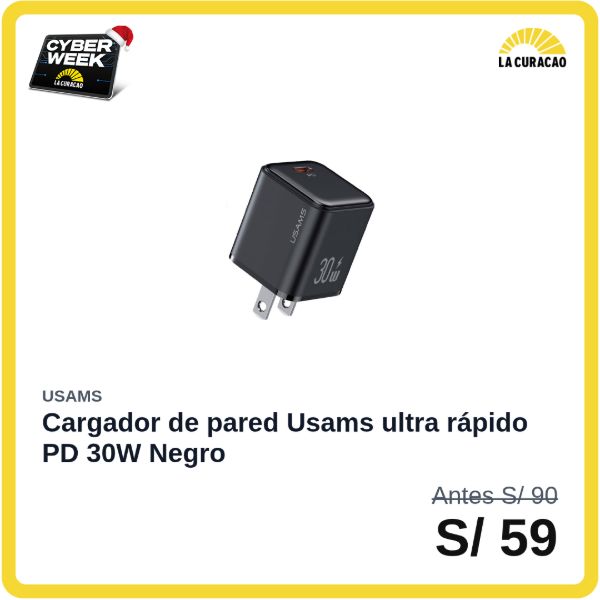 CYBER
WEEK
LA CURACAO
LA CURACAO
USAMS
30W
USAMS
Cargador de pared Usams ultra rápido
PD 30W Negro
Antes S/ 90
S/ 59